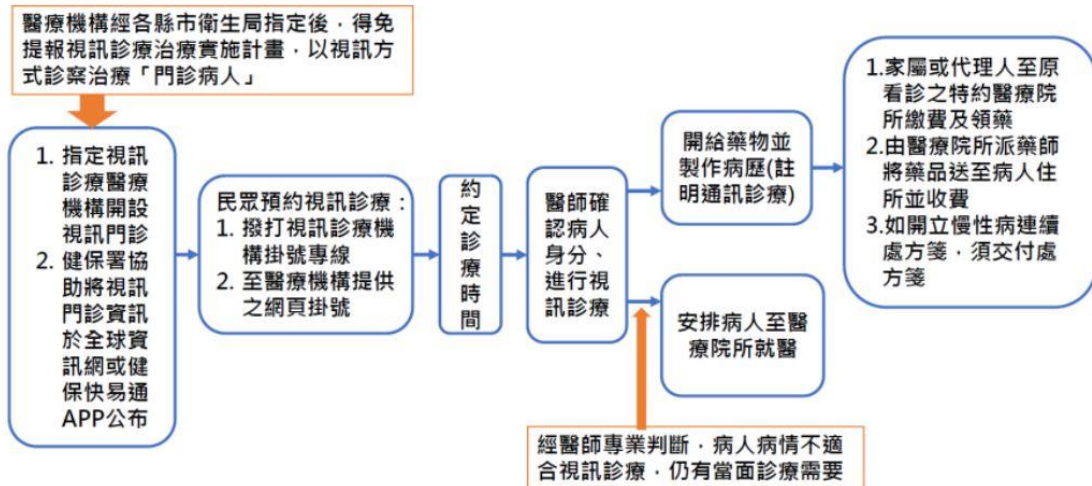 醫療機構經各縣市衛生局指定後，得免
提報視訊診療治療實施計畫，以視訊方
式診察治療「門診病人」
1. 指定視訊
診療醫療
機構開設
視訊門診
2. 健保署協
助將視訊
門診資訊
於全球資
訊網或健
保快易通
APP公布
民眾預約視訊診療：
1. 撥打視訊診療機
構掛號專線
2. 至醫療機構提供
之網頁掛號
約
定
診
療
時
間
醫師確
認病人
身分、
進行視
訊診療
開給藥物並
製作病歷(註
明通訊診療)
1.家屬或代理人至原
看診之特約醫療院
所繳費及領藥
2.由醫療院所派藥師
將藥品送至病人住
所並收費
3.如開立慢性病連續
處方箋，須交付處
方箋
安排病人至醫
療院所就醫
經醫師專業判斷，病人病情不適
合視訊診療，仍有當面診療需要